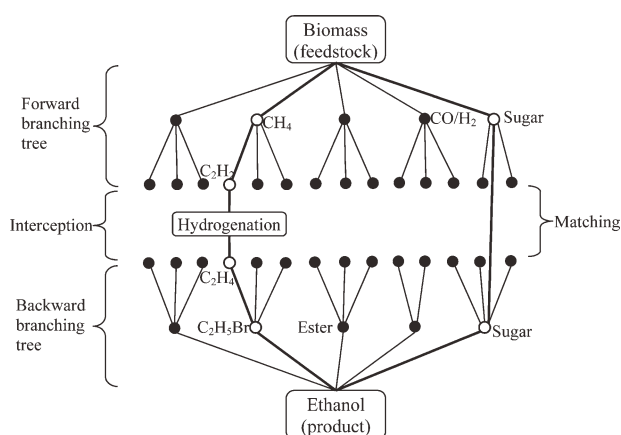 Biomass
(feedstock)
Forward
branching
tree
CH₄
CO/H₂
Sugar
C₂H₂
Interception
Hydrogenation
Matching
C₂H₄
Backward
branching
tree
C₂H₅Br
Ester
Sugar
Ethanol
(product)